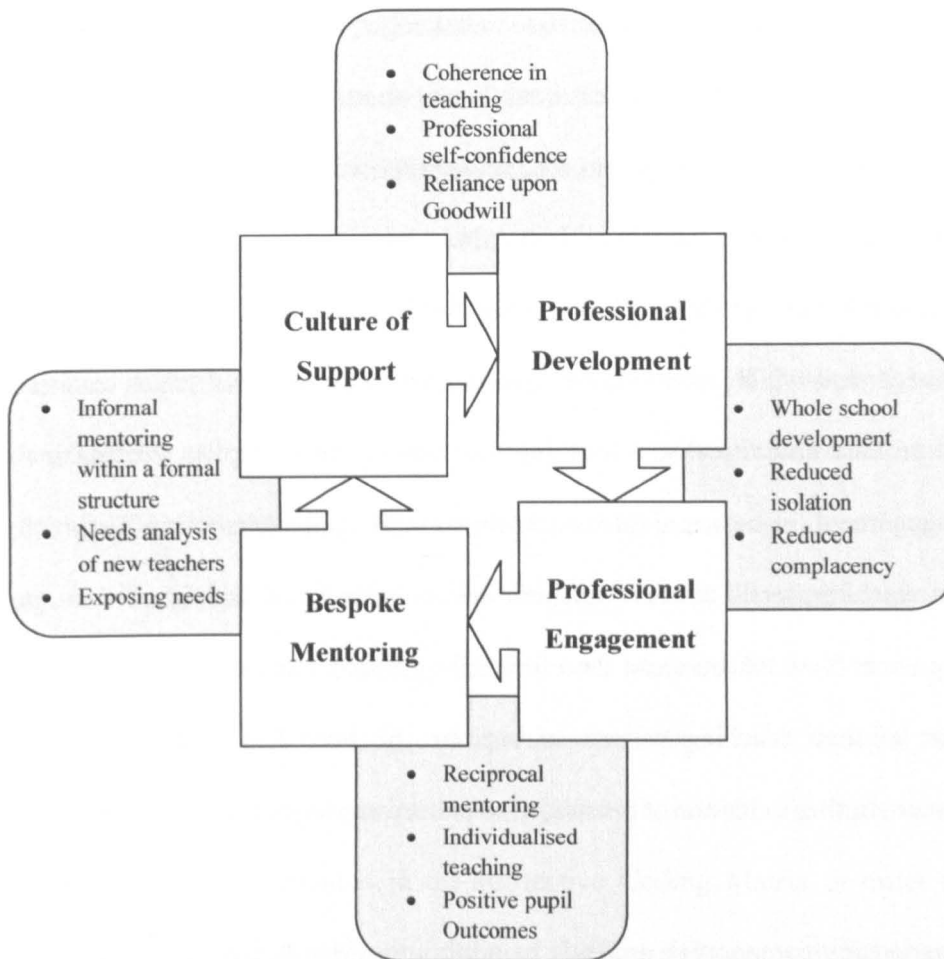 • Coherence in
teaching
• Professional
self-confidence
• Reliance upon
Goodwill
Culture of
Support
Professional
Development
• Informal
mentoring
within a formal
structure
• Needs analysis
of new teachers
• Exposing needs
• Whole school
development
• Reduced
isolation
• Reduced
complacency
Bespoke
Mentoring
Professional
Engagement
• Reciprocal
mentoring
• Individualised
teaching
• Positive pupil
Outcomes